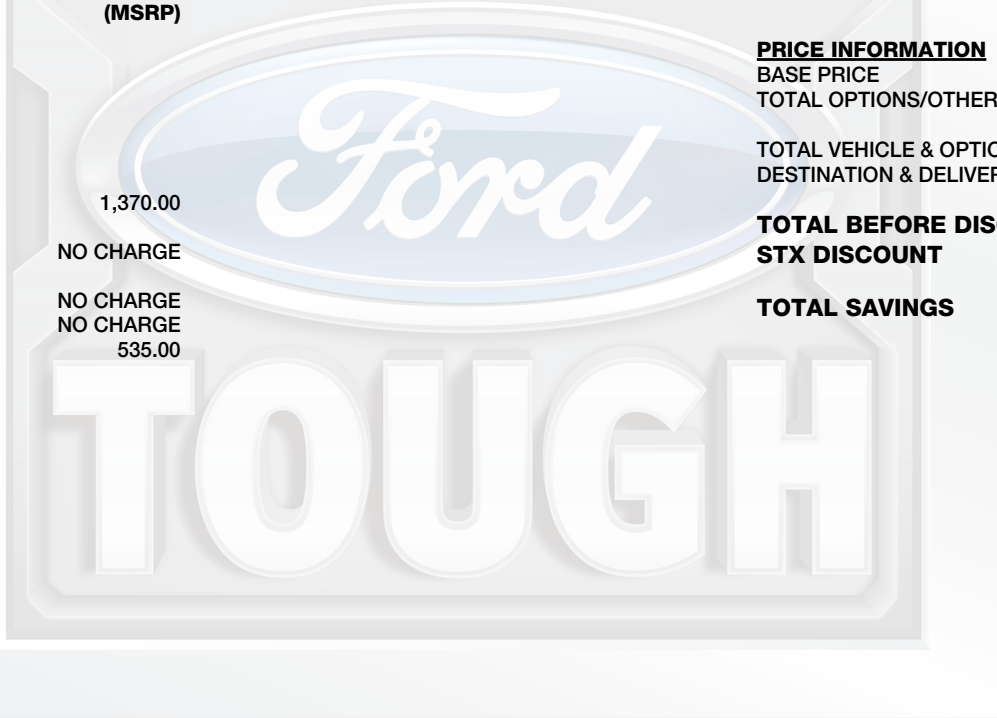 (MSRP)
1,370.00
NO CHARGE
NO CHARGE
NO CHARGE
535.00
PRICE INFORMATION
BASE PRICE
TOTAL OPTIONS/OTHER
TOTAL VEHICLE & OPTIO
DESTINATION & DELIVER
TOTAL BEFORE DISC
STX DISCOUNT
TOTAL SAVINGS
Ford
TOUGH